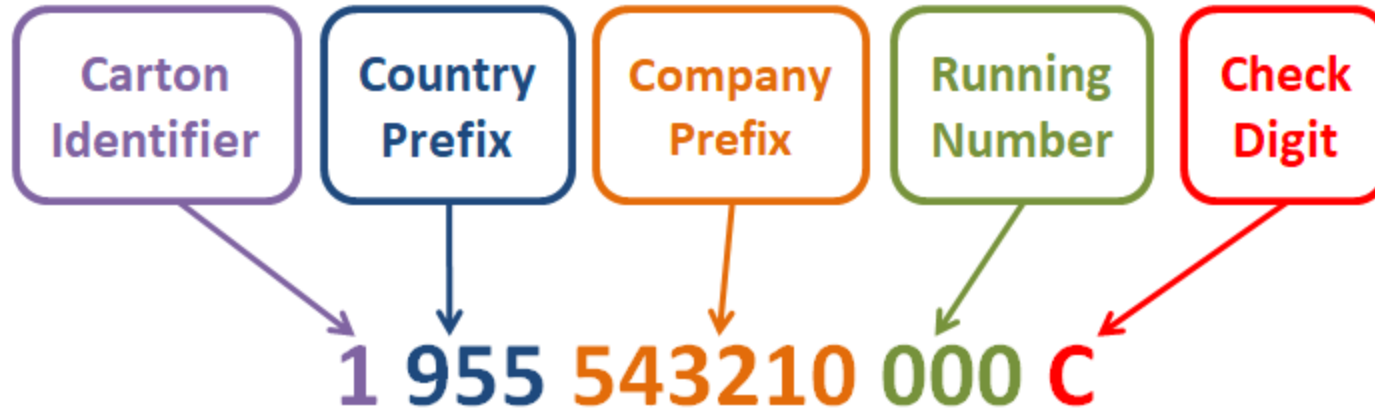 Carton
Identifier
Country
Prefix
Company
Prefix
Running
Number
Check
Digit
1 955 543210 000 C